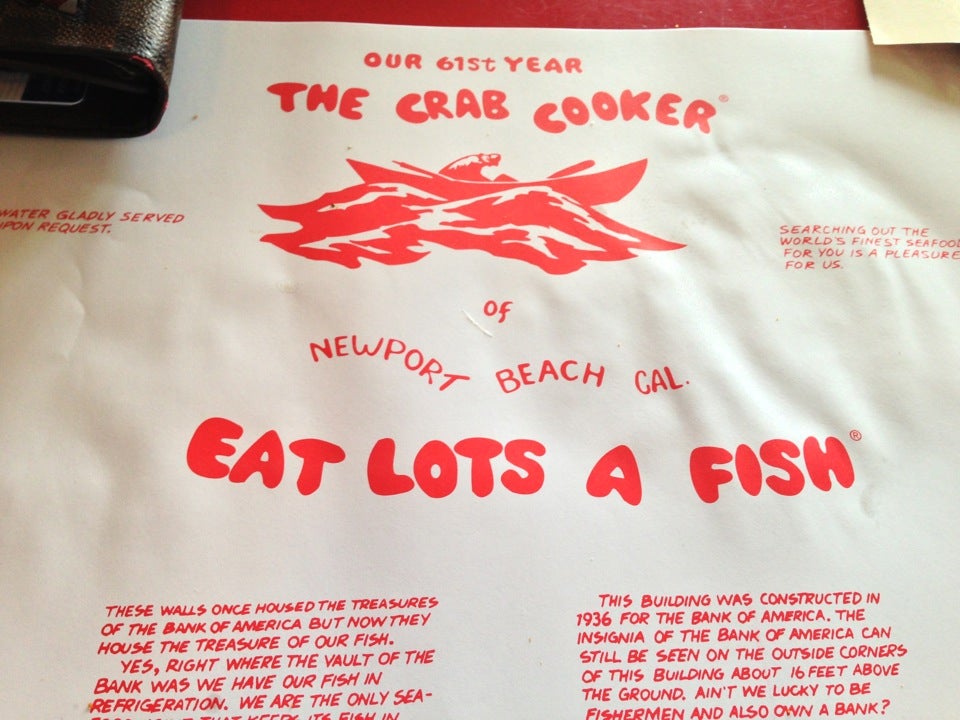 OUR 61st YEAR
THE CRAB COOKER®
WATER GLADLY SERVED
UPON REQUEST.
SEARCHING OUT THE
WORLD'S FINEST SEAFOOD
FOR YOU IS A PLEASURE
FOR US.
of
NEWPORT BEACH CAL.
EAT LOTS A FISH®
THESE WALLS ONCE HOUSED THE TREASURES
OF THE BANK OF AMERICA BUT NOW THEY
HOUSE THE TREASURE OF OUR FISH.
YES, RIGHT WHERE THE VAULT OF THE
BANK WAS WE HAVE OUR FISH IN
REFRIGERATION. WE ARE THE ONLY SEA-
THAT KEEPS ITS FISH IN
THIS BUILDING WAS CONSTRUCTED IN
1936 FOR THE BANK OF AMERICA. THE
INSIGNIA OF THE BANK OF AMERICA CAN
STILL BE SEEN ON THE OUTSIDE CORNERS
OF THIS BUILDING ABOUT 16 FEET ABOVE
THE GROUND. AIN'T WE LUCKY TO BE
FISHERMEN AND ALSO OWN A BANK?